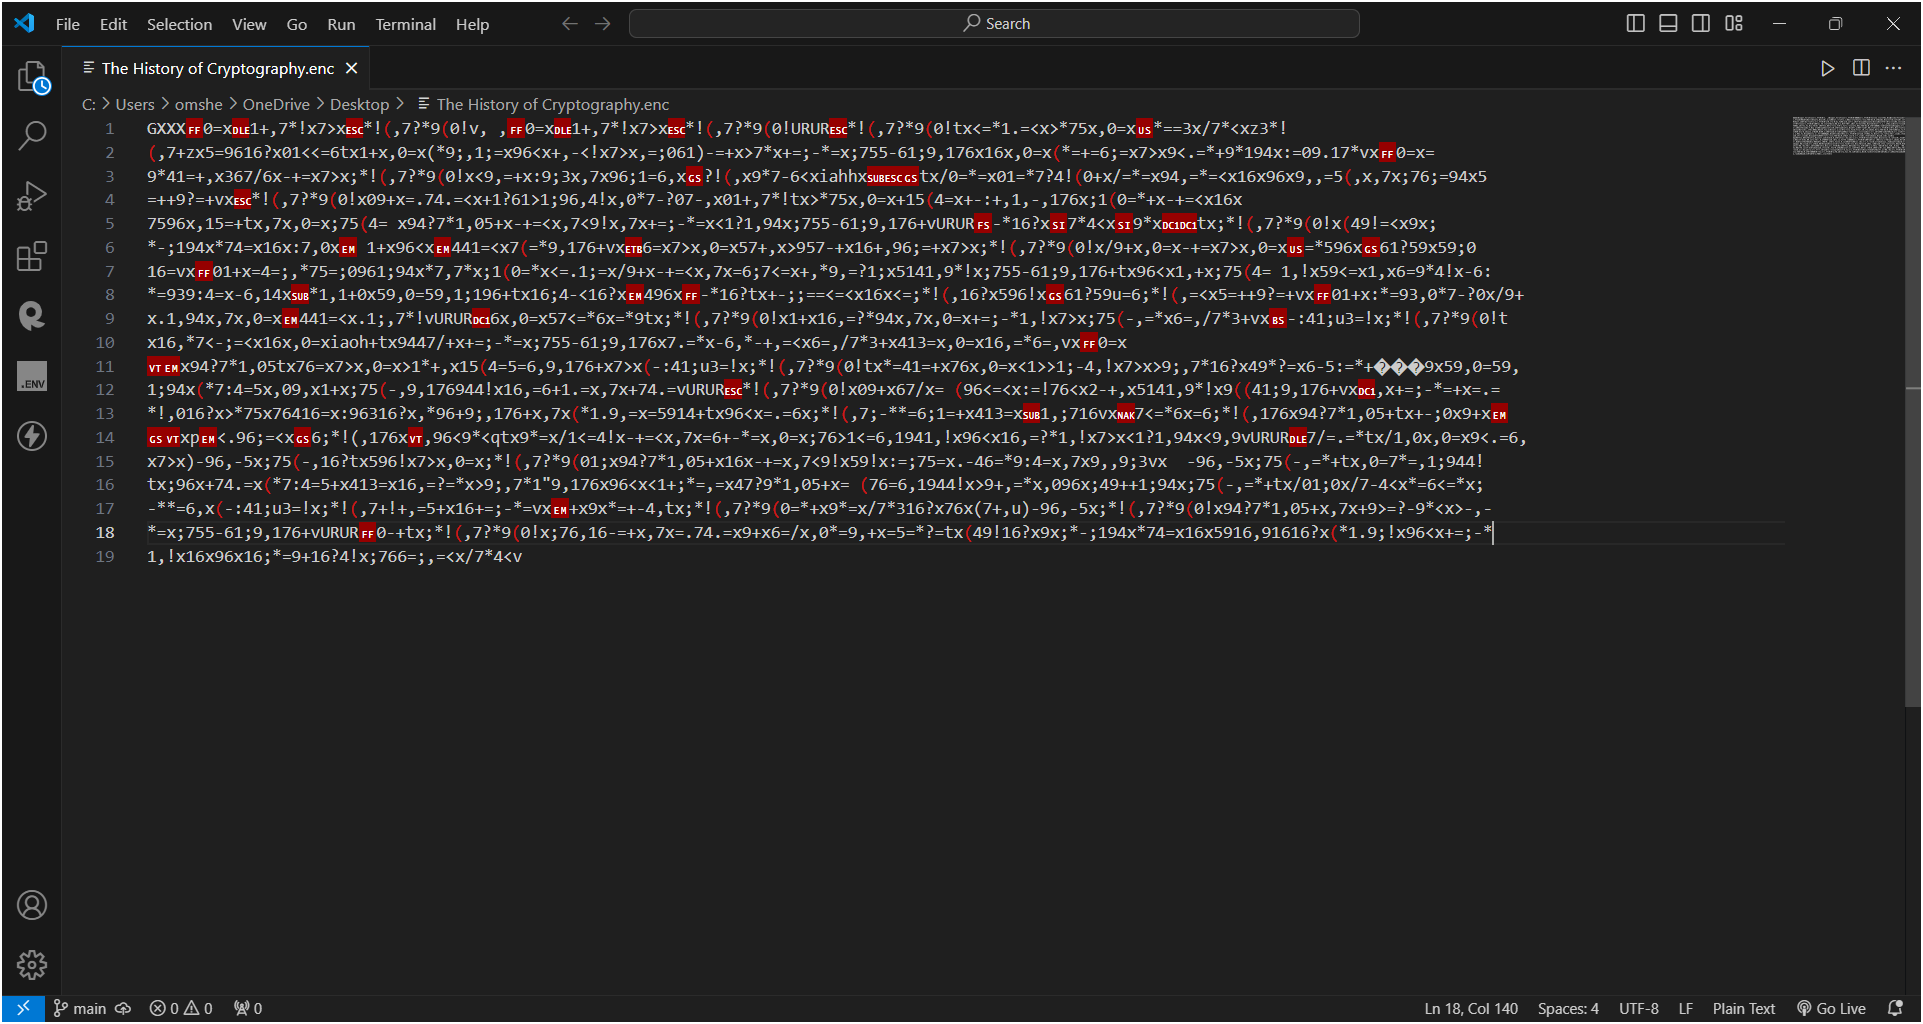 File Edit Selection View Go Run Terminal Help
Search
The History of Cryptography.enc
C: > Users > omshe > OneDrive > Desktop > The History of Cryptography.enc
1 GXXXFF0=xDLE1+,7*!x7>xESC*!(,7?*9(0!v, ,FF0=xDLE1+,7*!x7>xESC*!(,7?*9(0!URURESC*!(,7?*9(0!tx<=*1.=<x>*75x,0=xUS*==3x/7*<xz3*!
2 (,7+zx5=9616?x01<<=6tx1+x,0=x(*9;,1;=x96<x+,-<!x7>x,=;061)-=+x>7*x+=;-*=x;755-61;9,176x16x,0=x(*=+=6;=x7>x9<.=*+9*194x:=09.17*vxFF0=x=
3 9*41=+,x367/6x-+=x7>x;*!(,7?*9(0!x<9,=+x:9;3x,7x96;1=6,xGS?!(,x9*7-6<xiahhxSUBESCGStx/0=*=x01=*7?4!(0+x/=*=x94,=*=<x16x96x9,,=5(,x,7x;76;=94x5
4 =++9?=+vxESC*!(,7?*9(0!x09+x=.74.=<x+1?61>1;96,4!x,0*7-?07-,x01+,7*!tx>*75x,0=x+15(4=x+-:+,1,-,176x;1(0=*+x-+=<x16x
5 7596x,15=+tx,7x,0=x;75(4= x94?7*1,05+x-+=<x,7<9!x,7x+=;-*=x<1?1,94x;755-61;9,176+vURURFS-*16?xSI7*4<xSI9*xDC1DC1tx;*!(,7?*9(0!x(49!=<x9x;
6 *-;194x*74=x16x:7,0xEM 1+x96<xEM441=<x7(=*9,176+vxETB6=x7>x,0=x57+,x>957-+x16+,96;=+x7>x;*!(,7?*9(0!x/9+x,0=x-+=x7>x,0=xUS=*596xGS61?59x59;0
7 16=vxFF01+x=4=;,*75=;0961;94x*7,7*x;1(0=*x<=.1;=x/9+x-+=<x,7x=6;7<=x+,*9,=?1;x5141,9*!x;755-61;9,176+tx96<x1,+x;75(4= 1,!x59<=x1,x6=9*4!x-6:
8 *=939:4=x-6,14xSUB*1,1+0x59,0=59,1;196+tx16;4-<16?xEM496xFF-*16?tx+-;;==<=<x16x<=;*!(,16?x596!xGS61?59u=6;*!(,=<x5=++9?=+vxFF01+x:*=93,0*7-?0x/9+
9 x.1,94x,7x,0=xEM441=<x.1;,7*!vURURDC16x,0=x57<=*6x=*9tx;*!(,7?*9(0!x1+x16,=?*94x,7x,0=x+=;-*1,!x7>x;75(-,=*x6=,/7*3+vxBS-:41;u3=!x;*!(,7?*9(0!t
10 x16,*7<-;=<x16x,0=xiaoh+tx9447/+x+=;-*=x;755-61;9,176x7.=*x-6,*-+,=<x6=,/7*3+x413=x,0=x16,=*6=,vxFF0=x
11 VTEMx94?7*1,05tx76=x7>x,0=x>1*+,x15(4=5=6,9,176+x7>x(-:41;u3=!x;*!(,7?*9(0!tx*=41=+x76x,0=x<1>>1;-4,!x7>x>9;,7*16?x49*?=x6-5:=*+���9x59,0=59,
12 1;94x(*7:4=5x,09,x1+x;75(-,9,176944!x16,=6+1.=x,7x+74.=vURURESC*!(,7?*9(0!x09+x67/x= (96<=<x:=!76<x2-+,x5141,9*!x9((41;9,176+vxDC1,x+=;-*=+x=.=
13 *!,016?x>*75x76416=x:96316?x,*96+9;,176+x,7x(*1.9,=x=5914+tx96<x=.=6x;*!(,7;-**=6;1=+x413=xSUB1,;716vxNAK7<=*6x=6;*!(,176x94?7*1,05+tx+-;0x9+xEM
14 GSVTxpEM<.96;=<xGS6;*!(,176xVT,96<9*<qtx9*=x/1<=4!x-+=<x,7x=6+-*=x,0=x;76>1<=6,1941,!x96<x16,=?*1,!x7>x<1?1,94x<9,9vURURDLE7/=.=*tx/1,0x,0=x9<.=6,
15 x7>x)-96,-5x;75(-,16?tx596!x7>x,0=x;*!(,7?*9(01;x94?7*1,05+x16x-+=x,7<9!x59!x:=;75=x.-46=*9:4=x,7x9,,9;3vx  -96,-5x;75(-,=*+tx,0=7*=,1;944!
16 tx;96x+74.=x(*7:4=5+x413=x16,=?=*x>9;,7*1"9,176x96<x<1+;*=,=x47?9*1,05+x= (76=6,1944!x>9+,=*x,096x;49++1;94x;75(-,=*+tx/01;0x/7-4<x*=6<=*x;
17 -**=6,x(-:41;u3=!x;*!(,7+!+,=5+x16+=;-*=vxEM+x9x*=+-4,tx;*!(,7?*9(0=*+x9*=x/7*316?x76x(7+,u)-96,-5x;*!(,7?*9(0!x94?7*1,05+x,7x+9>=?-9*<x>-,-
18 *=x;755-61;9,176+vURURFF0-+tx;*!(,7?*9(0!x;76,16-=+x,7x=.74.=x9+x6=/x,0*=9,+x=5=*?=tx(49!16?x9x;*-;194x*74=x16x5916,91616?x(*1.9;!x96<x+=;-*
19 1,!x16x96x16;*=9+16?4!x;766=;,=<x/7*4<v
.ENV
main 0 0 0 Ln 18, Col 140 Spaces: 4 UTF-8 LF Plain Text Go Live